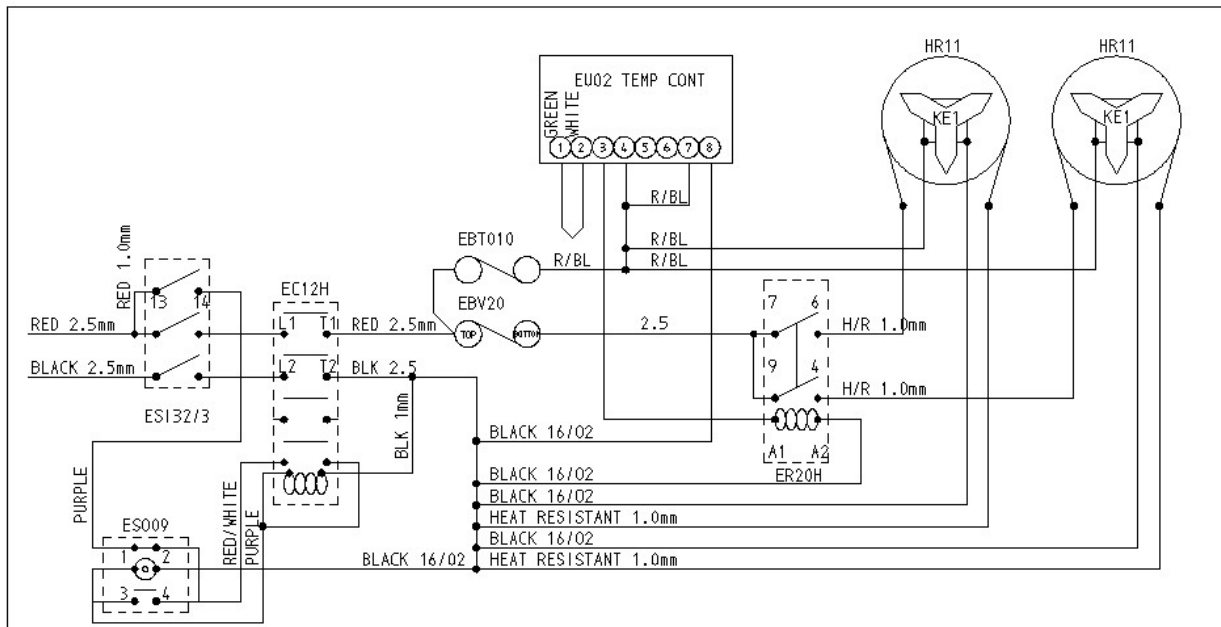 HR11
HR11
EU02 TEMP CONT
GREEN
WHITE
KE1
KE1
1 2 3 4 5 6 7 8
R/BL
EBT010
R/BL
R/BL
R/BL
RED 1.0mm
13 14
EC12H
EBV20
7 6
RED 2.5mm
L1 T1
RED 2.5mm
TOP
BOTTOM
2.5
H/R 1.0mm
BLACK 2.5mm
L2 T2
BLK 2.5
9 4
H/R 1.0mm
ESI32/3
BLK 1mm
BLACK 16/02
A1 A2
ER20H
PURPLE
BLACK 16/02
BLACK 16/02
ES009
RED/WHITE
PURPLE
HEAT RESISTANT 1.0mm
1 2
BLACK 16/02
BLACK 16/02
HEAT RESISTANT 1.0mm
3 4